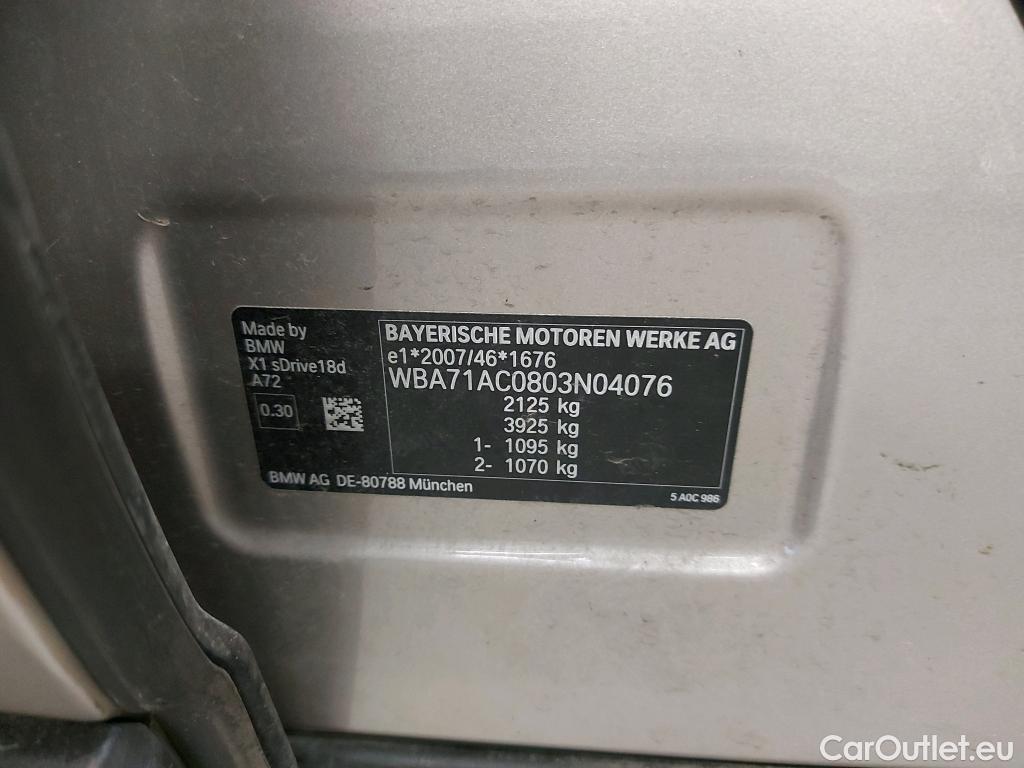 Made by
BMW
X1 sDrive18d
A72
0.30
BAYERISCHE MOTOREN WERKE AG
e1*2007/46*1676
WBA71AC0803N04076
2125 kg
3925 kg
1- 1095 kg
2- 1070 kg
BMW AG DE-80788 München
5 A0C 986
CarOutlet.eu